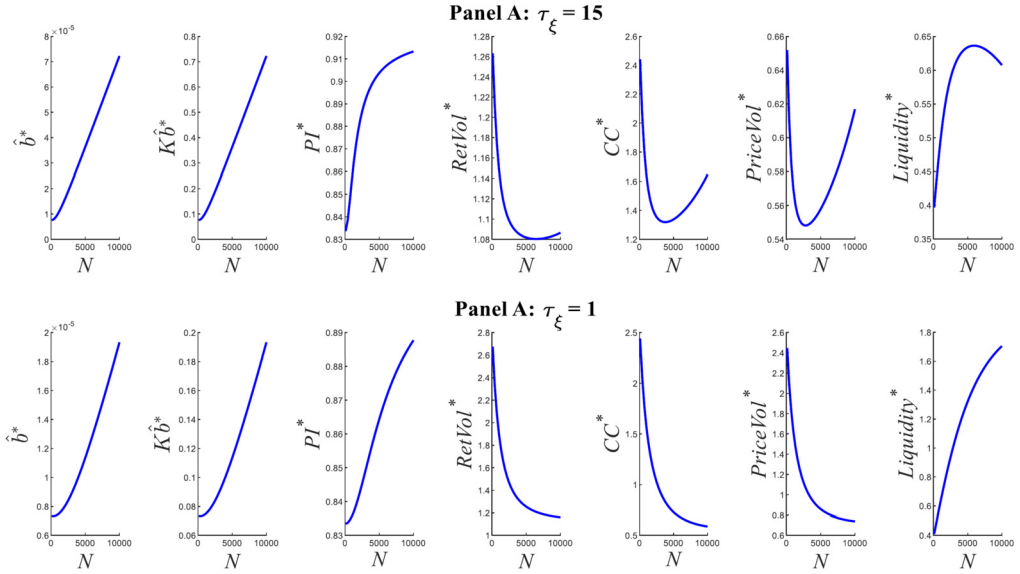 Panel A: τ_ξ = 15
×10⁻⁵
8
7
6
5
4
3
2
1
0
0 5000 10000
b̂*
N
0.8
0.7
0.6
0.5
0.4
0.3
0.2
0.1
0
0 5000 10000
Kb̂*
N
0.92
0.91
0.9
0.89
0.88
0.87
0.86
0.85
0.84
0.83
0 5000 10000
PI*
N
1.28
1.26
1.24
1.22
1.2
1.18
1.16
1.14
1.12
1.1
1.08
0 5000 10000
RetVol*
N
2.6
2.4
2.2
2
1.8
1.6
1.4
1.2
0 5000 10000
CC*
N
0.66
0.64
0.62
0.6
0.58
0.56
0.54
0 5000 10000
PriceVol*
N
0.65
0.6
0.55
0.5
0.45
0.4
0.35
0 5000 10000
Liquidity*
N
Panel A: τ_ξ = 1
×10⁻⁵
2
1.8
1.6
1.4
1.2
1
0.8
0.6
0 5000 10000
b̂*
N
0.2
0.18
0.16
0.14
0.12
0.1
0.08
0.06
0 5000 10000
Kb̂*
N
0.89
0.88
0.87
0.86
0.85
0.84
0.83
0 5000 10000
PI*
N
2.8
2.6
2.4
2.2
2
1.8
1.6
1.4
1.2
1
0 5000 10000
RetVol*
N
2.5
2
1.5
1
0.5
0 5000 10000
CC*
N
2.6
2.4
2.2
2
1.8
1.6
1.4
1.2
1
0.8
0.6
0 5000 10000
PriceVol*
N
1.8
1.6
1.4
1.2
1
0.8
0.6
0.4
0 5000 10000
Liquidity*
N